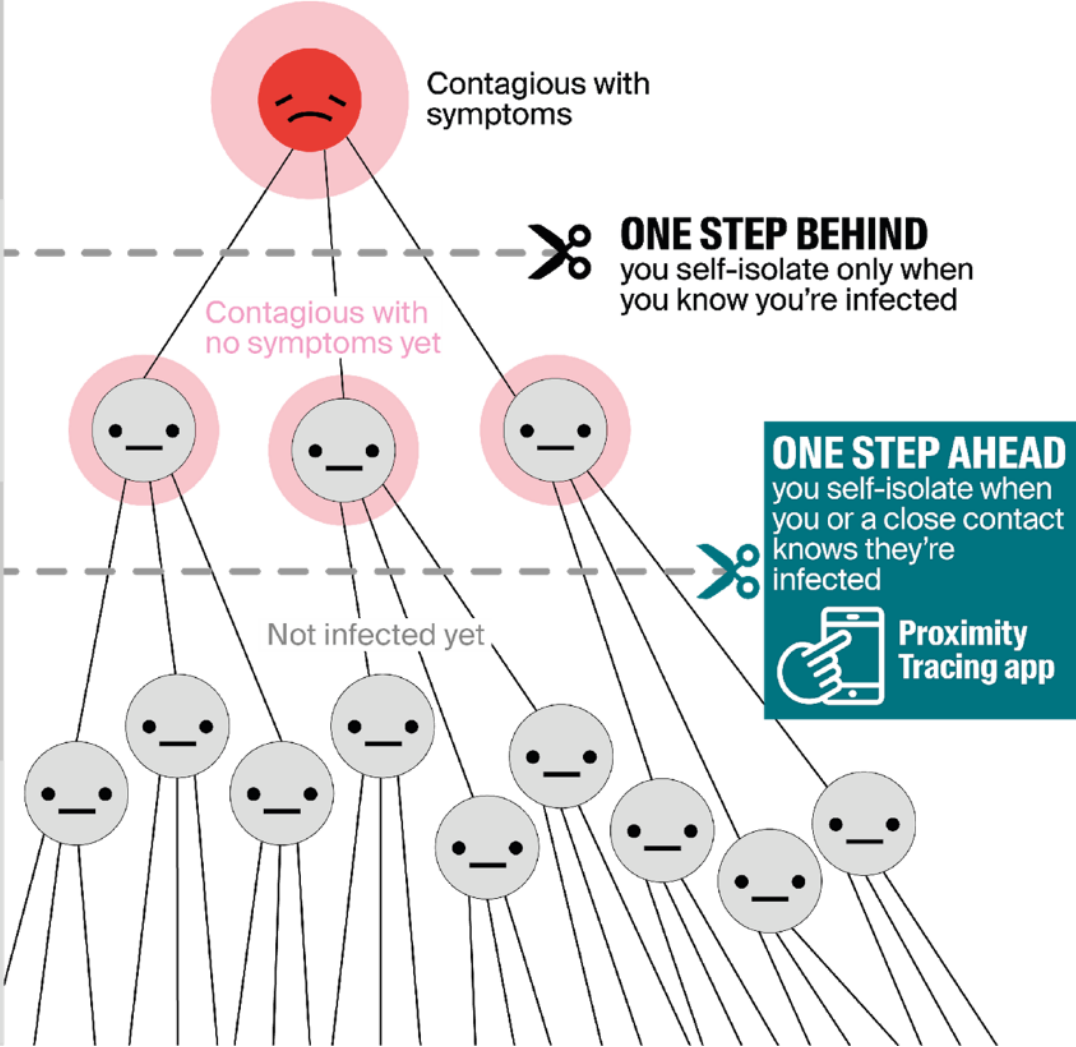 Contagious with
symptoms
ONE STEP BEHIND
you self-isolate only when
you know you’re infected
Contagious with
no symptoms yet
ONE STEP AHEAD
you self-isolate when
you or a close contact
knows they’re
infected
Proximity
Tracing app
Not infected yet